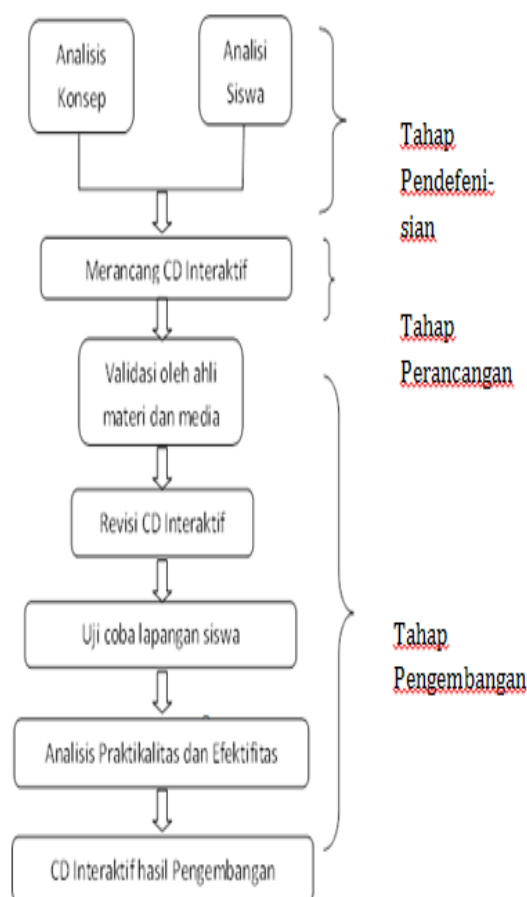 Analisis
Konsep
Analisi
Siswa
Tahap
Pendefeni-
sian
Merancang CD Interaktif
Tahap
Perancangan
Validasi oleh ahli
materi dan media
Revisi CD Interaktif
Uji coba lapangan siswa
Tahap
Pengembangan
Analisis Praktikalitas dan Efektifitas
CD Interaktif hasil Pengembangan